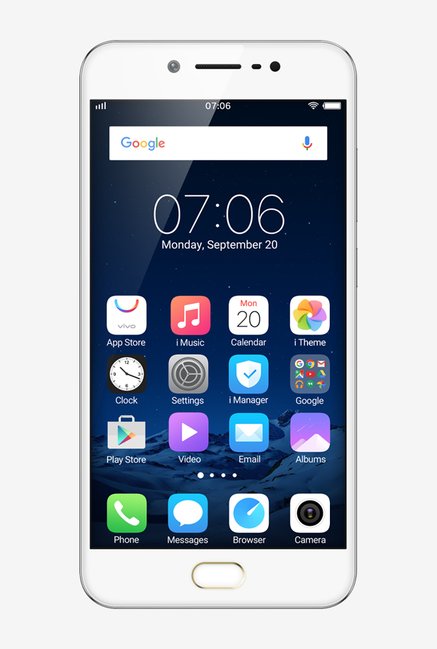 07:06
Google
07:06
Monday, September 20
Mon
20
vivo
App Store
i Music
Calendar
i Theme
Clock
Settings
i Manager
Google
Play Store
Video
Email
Albums
Phone
Messages
Browser
Camera